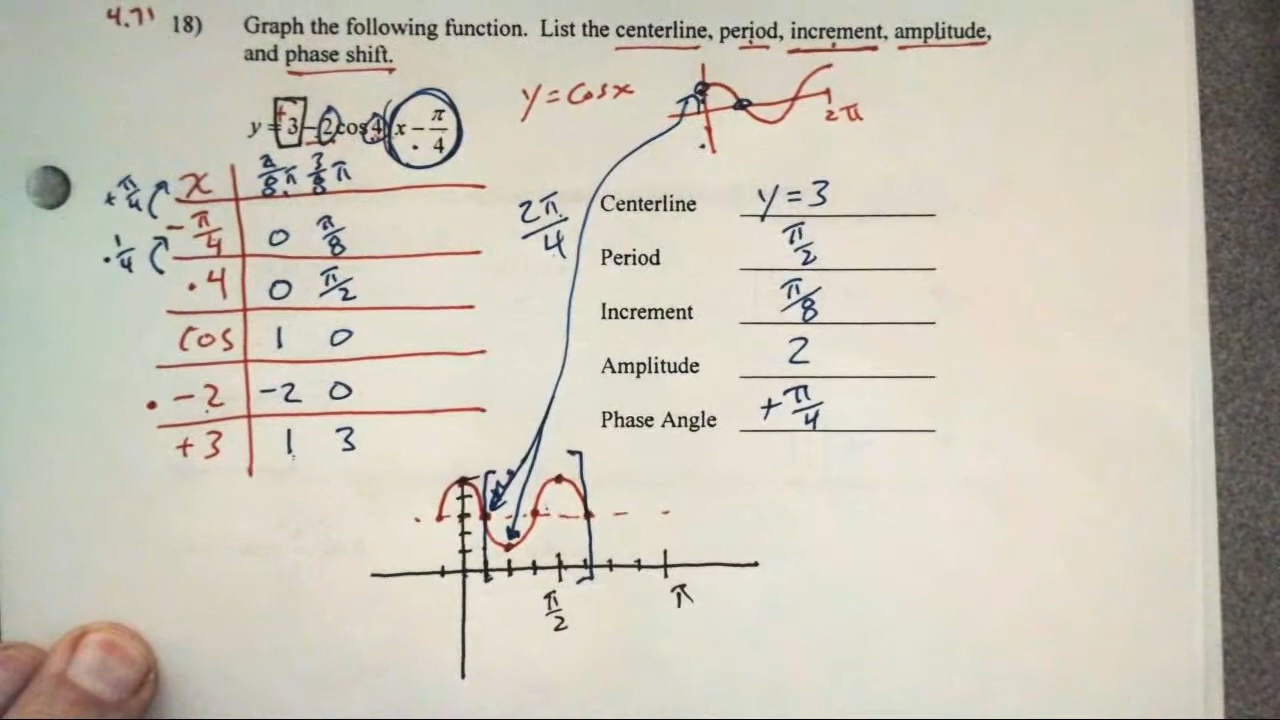 4.71 18) Graph the following function. List the centerline, period, increment, amplitude,
and phase shift.
y = 3 - 2cos 4(x - π/4)
+
y = cos x
2π
x 2/8 π 3/8 π
+ π/4
- π/4 0 π/8
· 1/4
· 4 0 π/2
cos 1 0
· -2 -2 0
+3 1 3
2π/4
Centerline y = 3
Period π/2
Increment π/8
Amplitude 2
Phase Angle + π/4
π/2 π